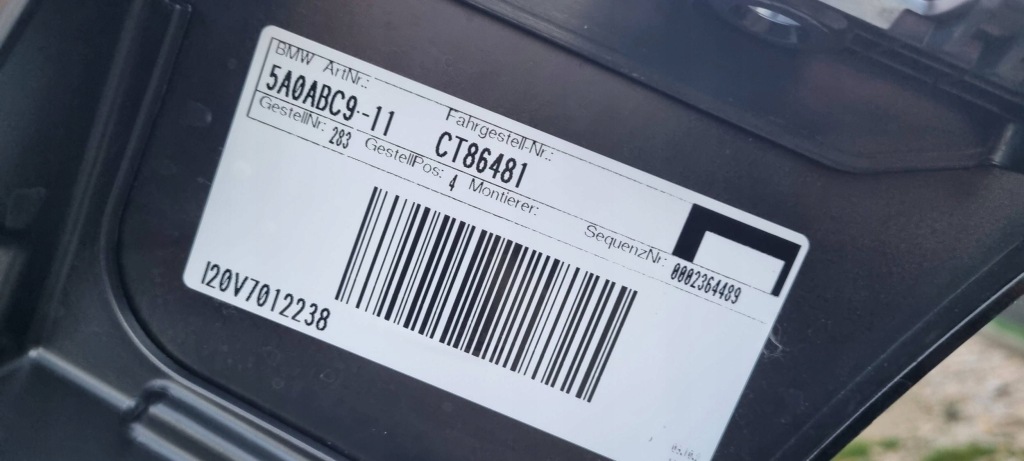 BMW ArtNr.: Fahrgestell-Nr.:
5A0ABC9-11 CT86481
GestellNr: 283 GestellPos: 4 Montierer: SequenzNr: 0002364489
I20V7012238